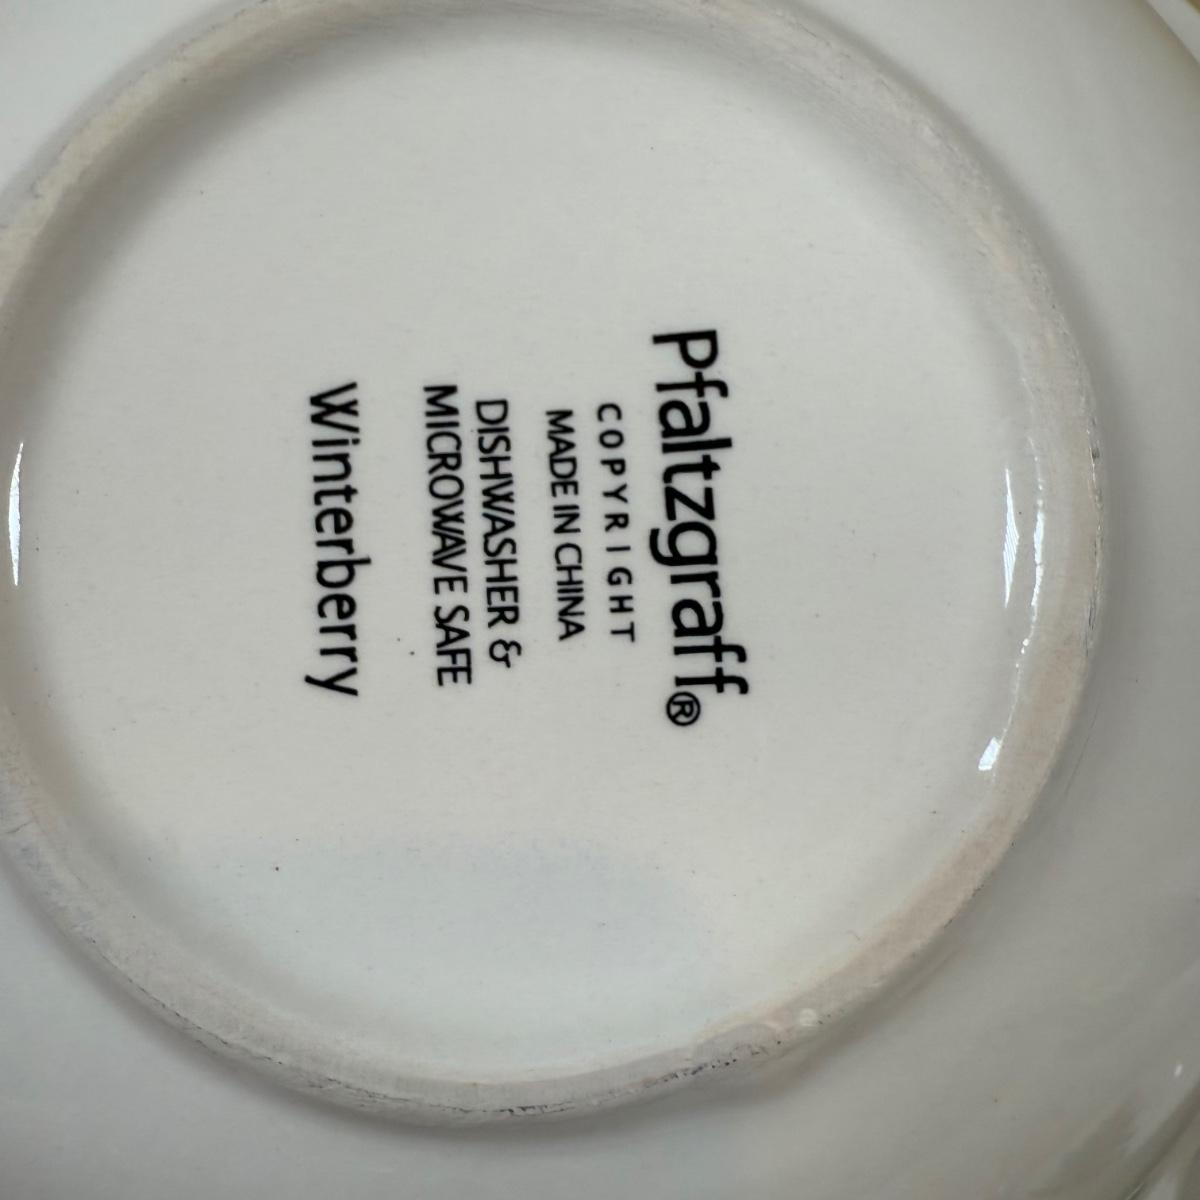 Pfaltzgraff®
COPYRIGHT
MADE IN CHINA
DISHWASHER &
MICROWAVE SAFE
Winterberry